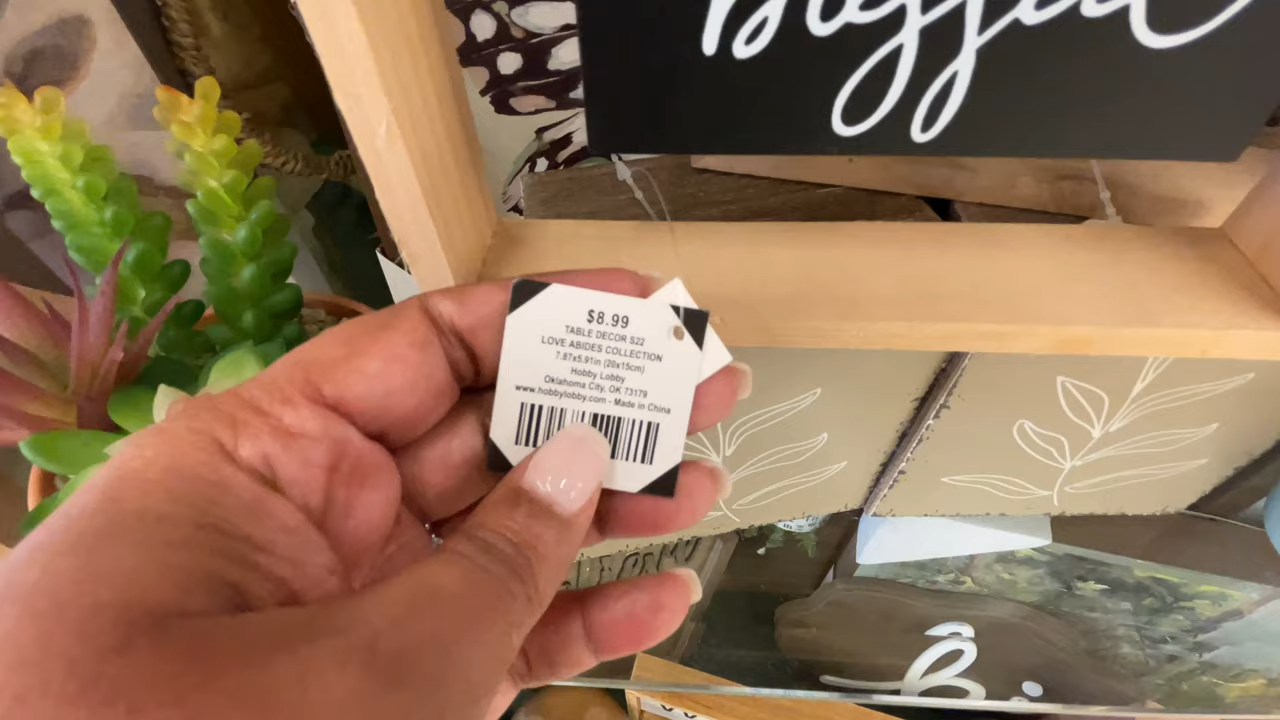 $8.99
TABLE DECOR S22
LOVE ABIDES COLLECTION
7.87x5.91in (20x15cm)
Hobby Lobby
Oklahoma City, OK 73179
www.hobbylobby.com - Made in China